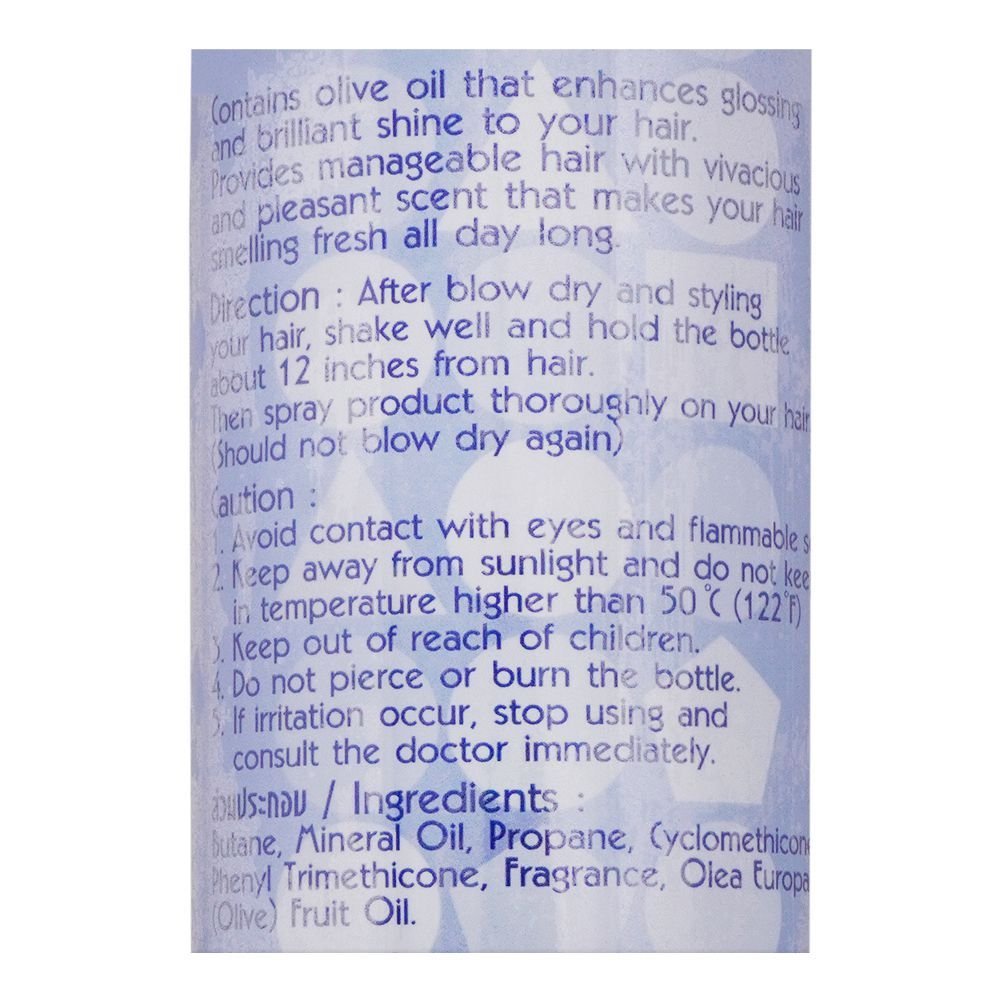 Contains olive oil that enhances glossing
and brilliant shine to your hair.
Provides manageable hair with vivacious
and pleasant scent that makes your hair
smelling fresh all day long.
Direction : After blow dry and styling
your hair, shake well and hold the bottle
about 12 inches from hair.
Then spray product thoroughly on your hair
(Should not blow dry again)
Caution :
1. Avoid contact with eyes and flammable
2. Keep away from sunlight and do not kee
in temperature higher than 50°C (122°F)
3. Keep out of reach of children.
4. Do not pierce or burn the bottle.
5. If irritation occur, stop using and
consult the doctor immediately.
ส่วนประกอบ / Ingredients :
Butane, Mineral Oil, Propane, Cyclomethicone
Phenyl Trimethicone, Fragrance, Olea Europa
(Olive) Fruit Oil.